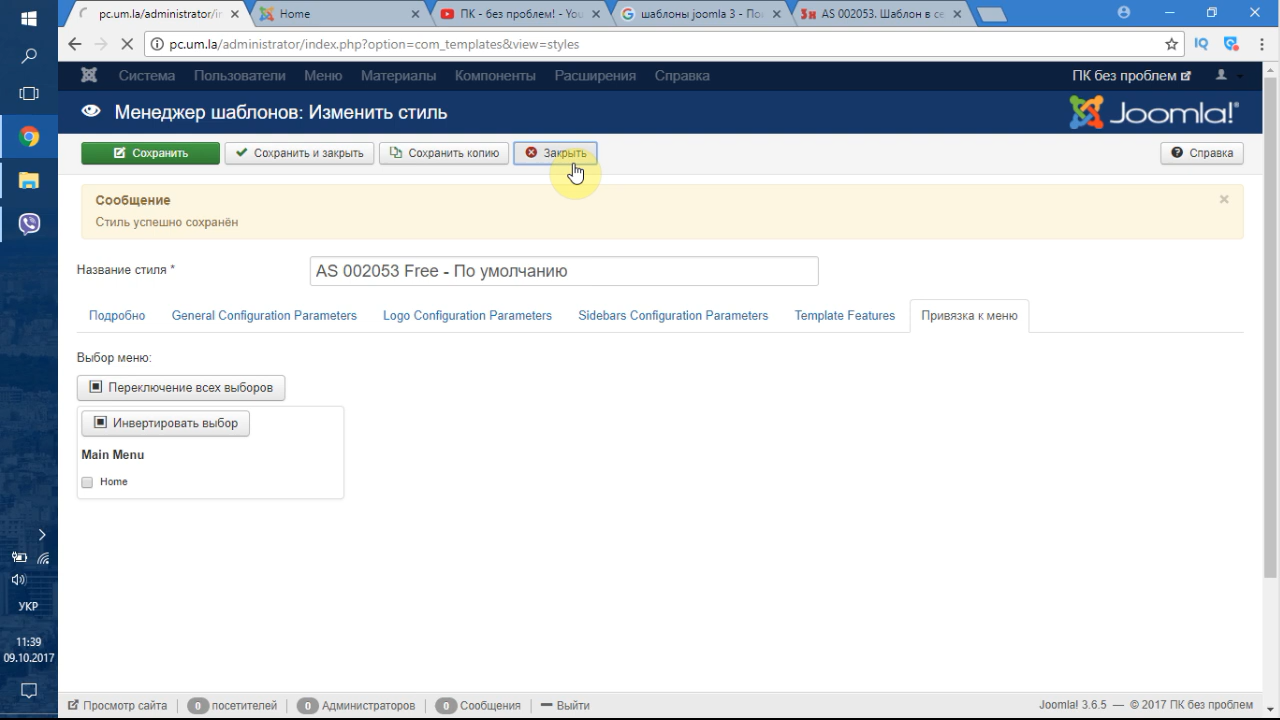 pc.um.la/administrator/ir
Home
ПК - без проблем! - You
шаблоны joomla 3 - По
AS 002053. Шаблон в се
pc.um.la/administrator/index.php?option=com_templates&view=styles
Система Пользователи Меню Материалы Компоненты Расширения Справка ПК без проблем
Менеджер шаблонов: Изменить стиль
Joomla!®
Сохранить
Сохранить и закрыть
Сохранить копию
Закрыть
Справка
Сообщение
Стиль успешно сохранён
Название стиля *
AS 002053 Free - По умолчанию
Подробно General Configuration Parameters Logo Configuration Parameters Sidebars Configuration Parameters Template Features Привязка к меню
Выбор меню:
Переключение всех выборов
Инвертировать выбор
Main Menu
Home
УКР
11:39
09.10.2017
Просмотр сайта 0 посетителей 0 Администраторов 0 Сообщения Выйти
Joomla! 3.6.5 — © 2017 ПК без проблем